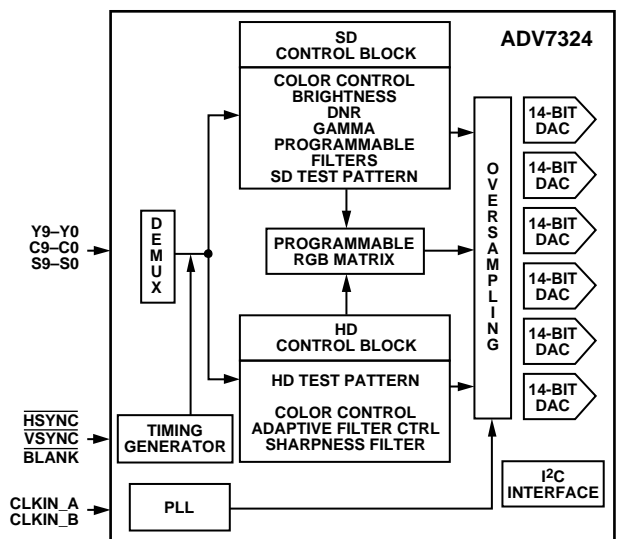 ADV7324
SD
CONTROL BLOCK
COLOR CONTROL
BRIGHTNESS
DNR
GAMMA
PROGRAMMABLE
FILTERS
SD TEST PATTERN
Y9–Y0
C9–C0
S9–S0
DEMUX
PROGRAMMABLE
RGB MATRIX
HD
CONTROL BLOCK
HD TEST PATTERN
COLOR CONTROL
ADAPTIVE FILTER CTRL
SHARPNESS FILTER
OVERSAMPLING
14-BIT
DAC
14-BIT
DAC
14-BIT
DAC
14-BIT
DAC
14-BIT
DAC
14-BIT
DAC
HSYNC
VSYNC
BLANK
TIMING
GENERATOR
CLKIN_A
CLKIN_B
PLL
I2C
INTERFACE